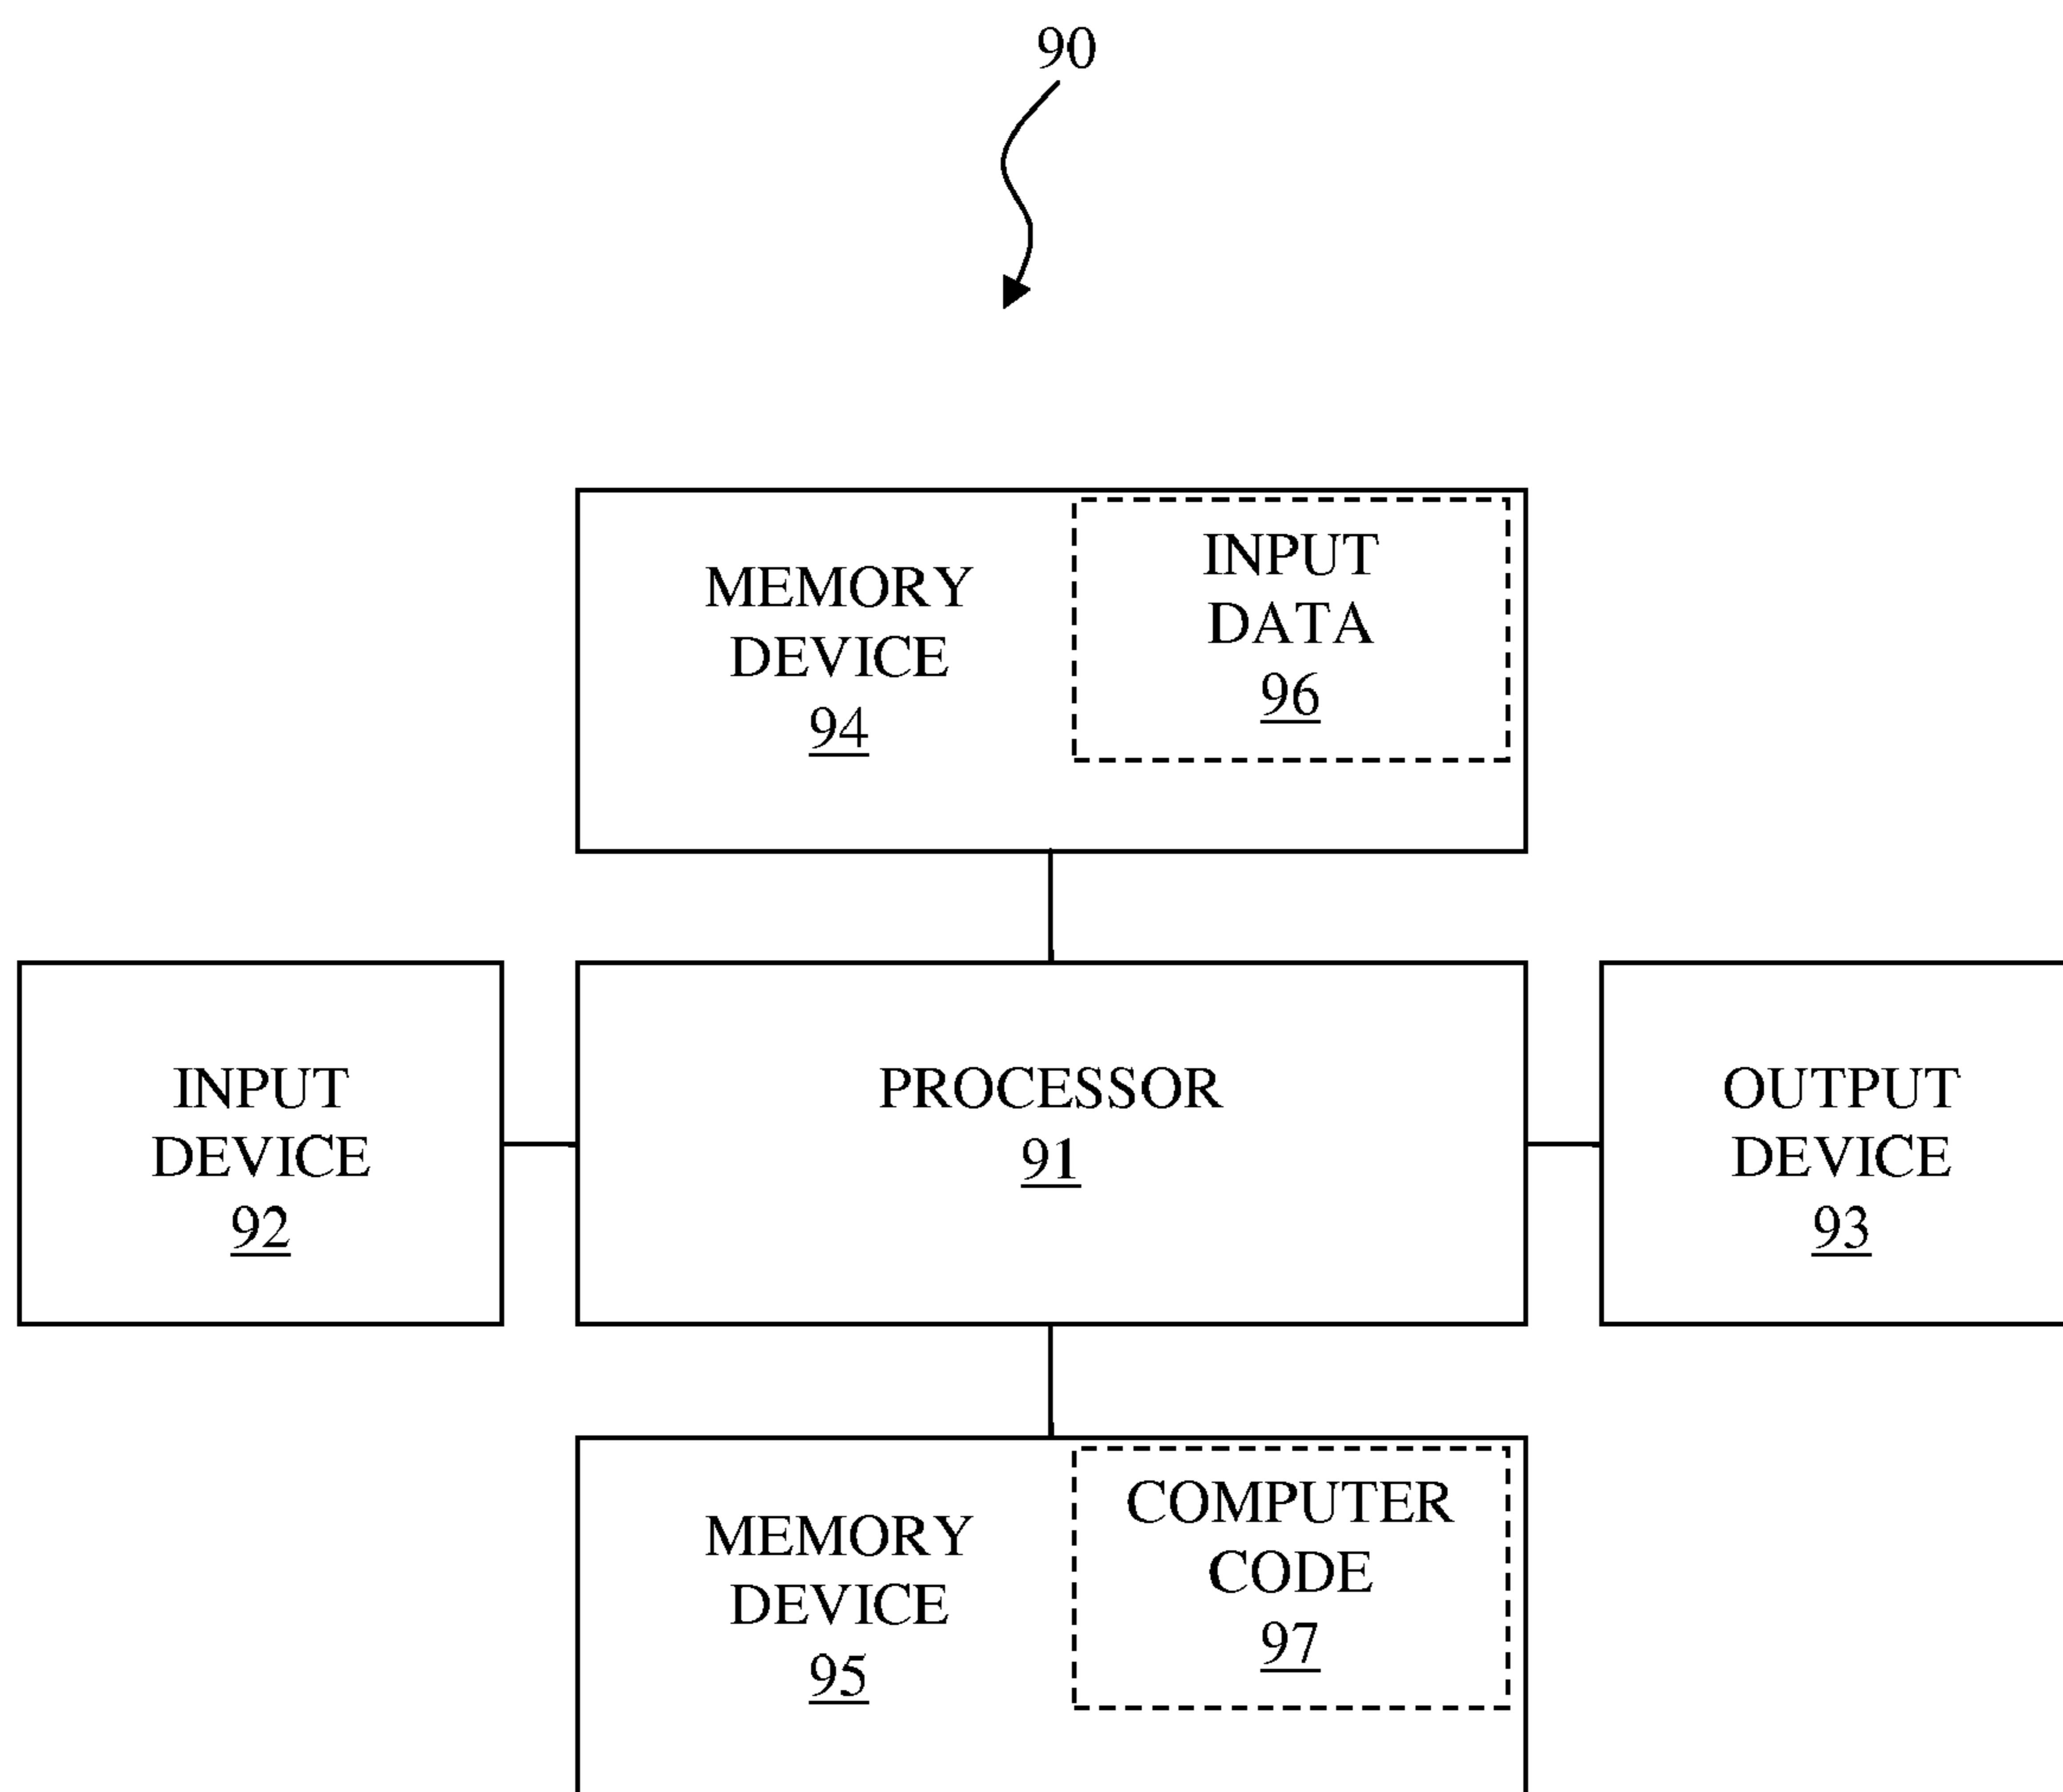 90
MEMORY
DEVICE
94
INPUT
DATA
96
INPUT
DEVICE
92
PROCESSOR
91
OUTPUT
DEVICE
93
MEMORY
DEVICE
95
COMPUTER
CODE
97